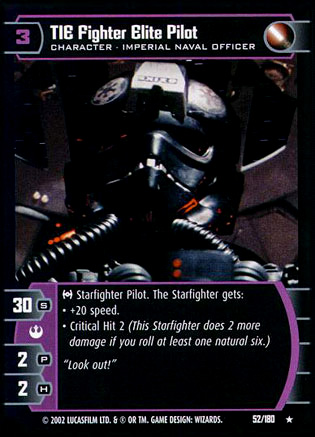 3
TIE Fighter Elite Pilot
CHARACTER - IMPERIAL NAVAL OFFICER
30 S
2 P
2 H
Starfighter Pilot. The Starfighter gets:
• +20 speed.
• Critical Hit 2 (This Starfighter does 2 more
damage if you roll at least one natural six.)
"Look out!"
© 2002 LUCASFILM LTD. & ® OR TM. GAME DESIGN: WIZARDS.
52/180 ★